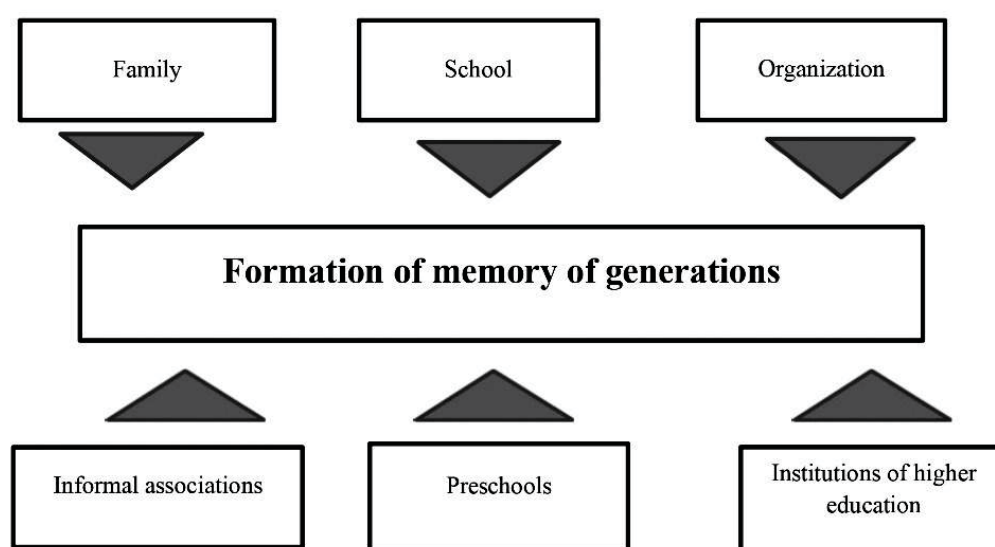 Family
School
Organization
Formation of memory of generations
Informal associations
Preschools
Institutions of higher
education